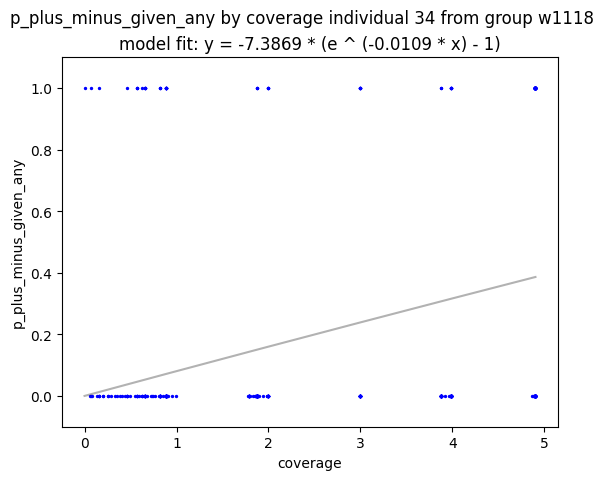 p_plus_minus_given_any by coverage individual 34 from group w1118
model fit: y = -7.3869 * (e ^ (-0.0109 * x) - 1)
1.0
0.8
0.6
0.4
0.2
0.0
p_plus_minus_given_any
0 1 2 3 4 5
coverage